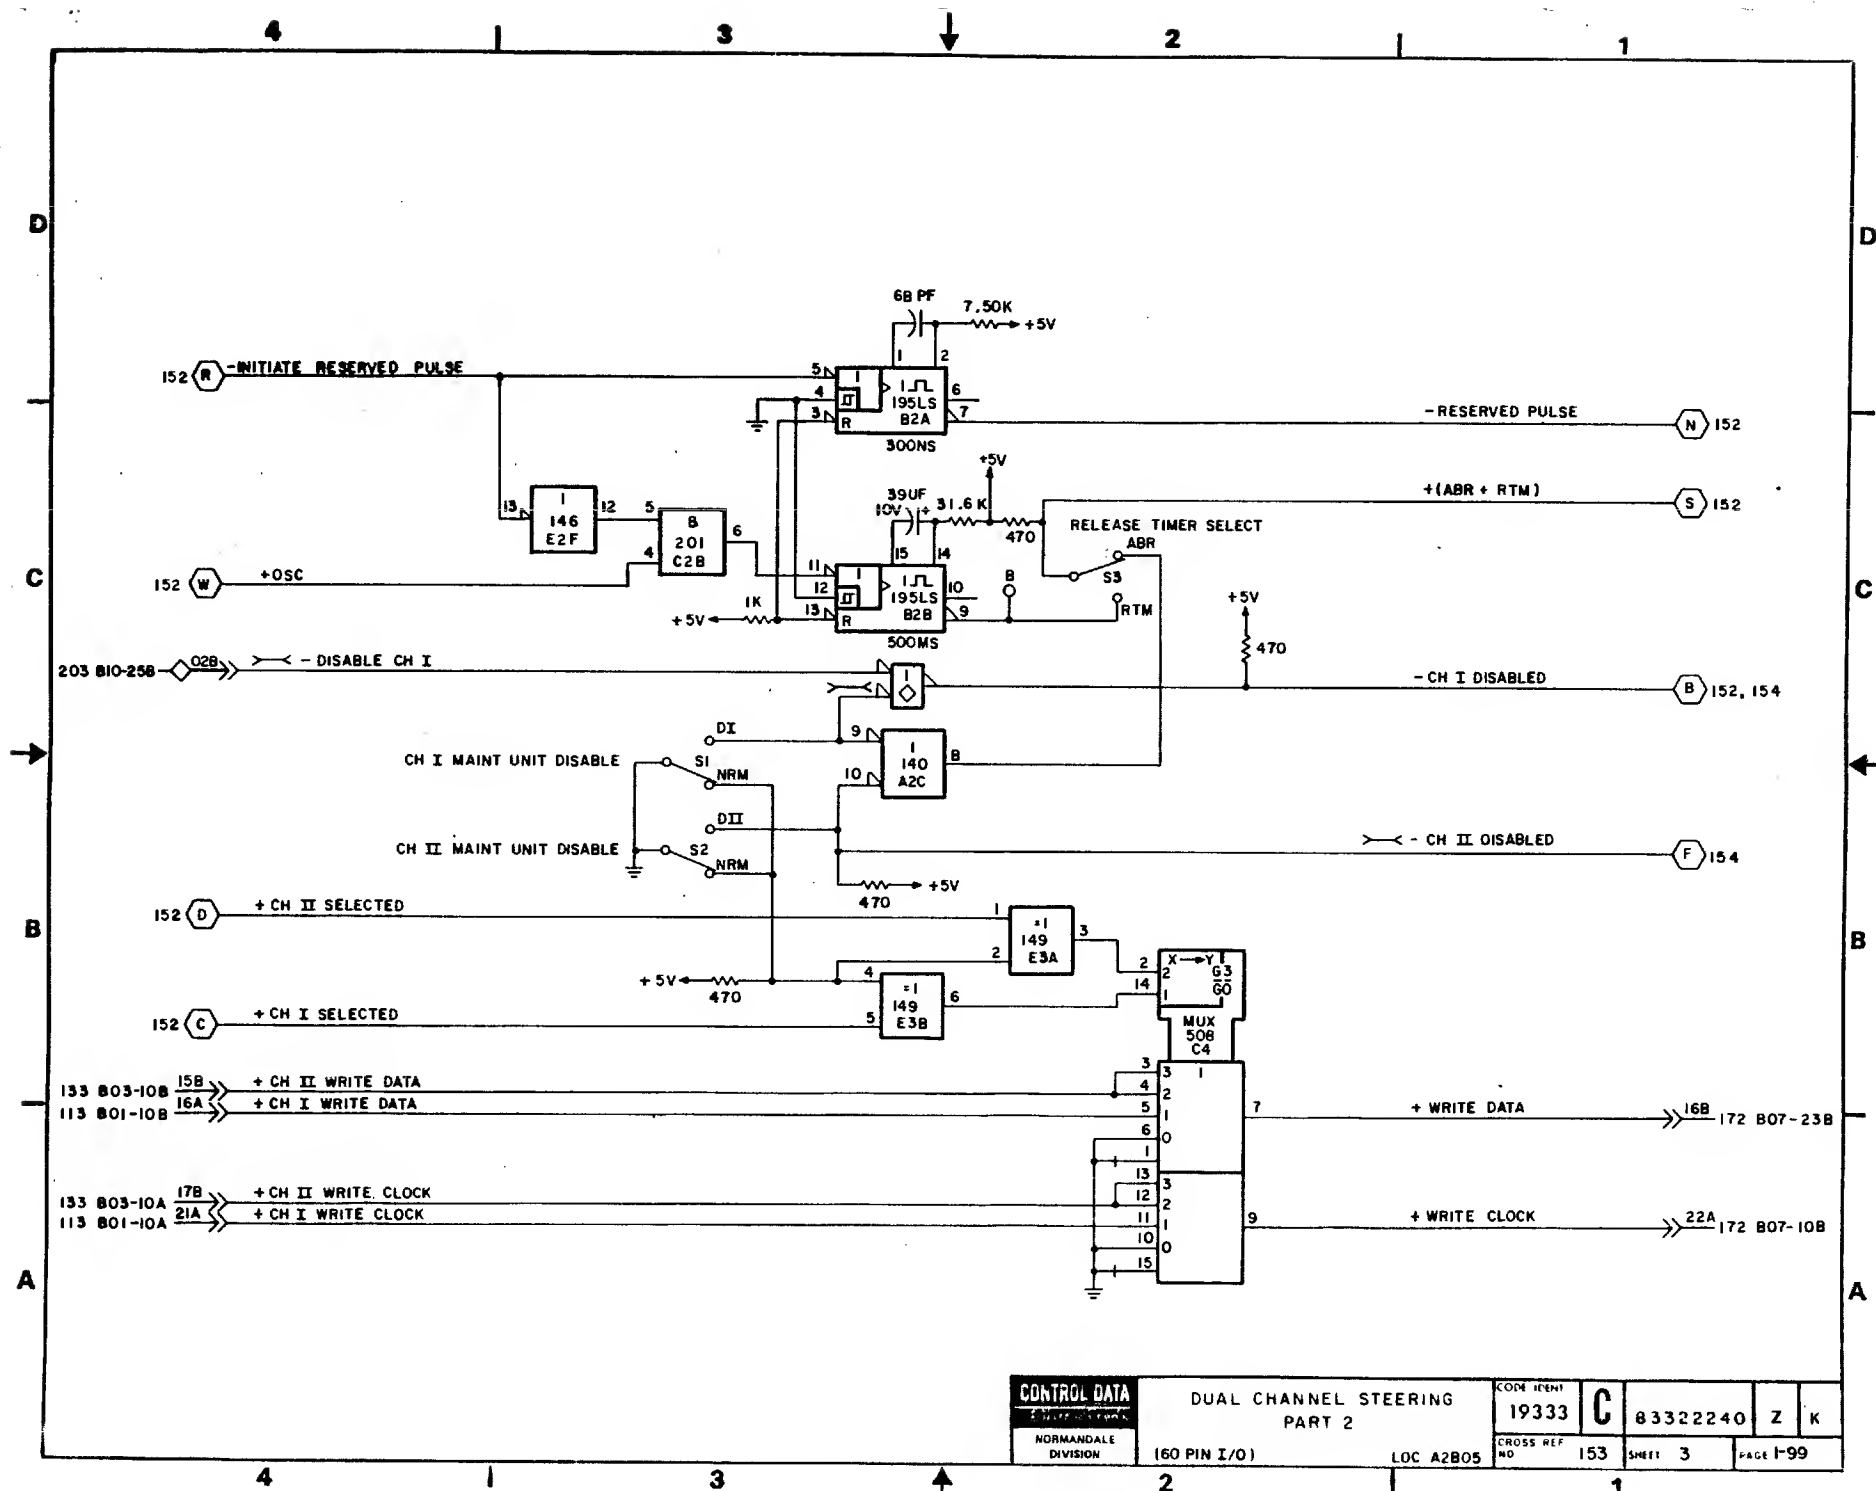 4 3 2 1
D D
68 PF
7.50K
+5V
152 R -INITIATE RESERVED PULSE
5 1
4
3 R
1 2
1
195LS
B2A
6
7
300NS
-RESERVED PULSE N 152
+5V
39UF
10V +
31.6 K
470
+(ABR + RTM) S 152
RELEASE TIMER SELECT
ABR
S3
RTM
13 1
146
E2F
12
5
4
201
C2B
6
152 W +OSC
C C
15 14
11 1
12
13 R
1
195LS
B2B
10
9
500MS
B
+5V 1K
+5V
470
203 B10-25B 02B - DISABLE CH I
1
- CH I DISABLED B 152, 154
DI
9
10
1
140
A2C
CH I MAINT UNIT DISABLE S1
NRM
DII
CH II MAINT UNIT DISABLE S2
NRM
- CH II DISABLED F 154
470 +5V
B B
152 D + CH II SELECTED
1
2
=1
149
E3A
3
+5V 470
4
5
=1
149
E3B
6
152 C + CH I SELECTED
2 2
14 1
X→Y
G3
G0
MUX
508
C4
133 B03-10B 15B + CH II WRITE DATA
113 B01-10B 16A + CH I WRITE DATA
3 3
4 2
5 1
6 0
1
1
7 + WRITE DATA 16B 172 B07-23B
133 B03-10A 17B + CH II WRITE CLOCK
113 B01-10A 21A + CH I WRITE CLOCK
13 3
12 2
11 1
10 0
15
9 + WRITE CLOCK 22A 172 B07-10B
A A
CONTROL DATA
NORMANDALE
DIVISION
DUAL CHANNEL STEERING
PART 2
(60 PIN I/O) LOC A2B05
CODE IDENT
19333
C
83322240
Z
K
CROSS REF
NO 153
SHEET 3
PAGE 1-99
4 3 2 1